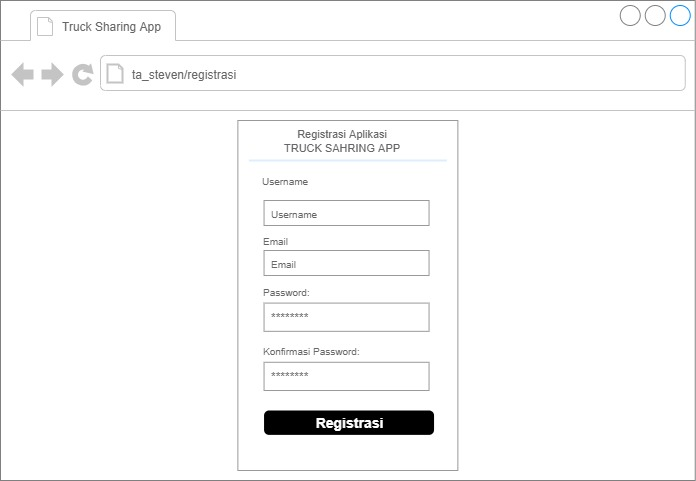 Truck Sharing App
ta_steven/registrasi
Registrasi Aplikasi
TRUCK SAHRING APP
Username
Username
Email
Email
Password:
********
Konfirmasi Password:
********
Registrasi